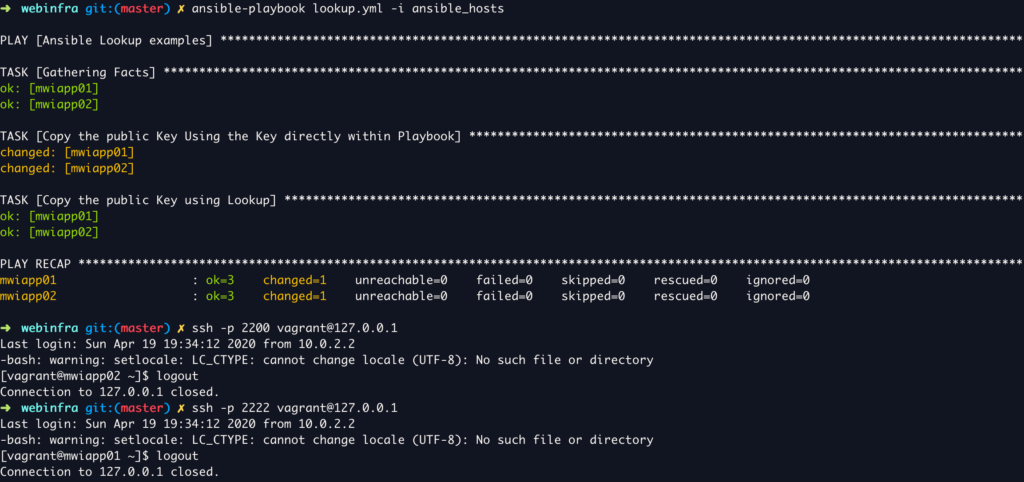 ➜ webinfra git:(master) ✗ ansible-playbook lookup.yml -i ansible_hosts
PLAY [Ansible Lookup examples] ****************************************************************************************************************
TASK [Gathering Facts] ************************************************************************************************************************
ok: [mwiapp01]
ok: [mwiapp02]
TASK [Copy the public Key Using the Key directly within Playbook] *****************************************************************************
changed: [mwiapp01]
changed: [mwiapp02]
TASK [Copy the public Key using Lookup] *******************************************************************************************************
ok: [mwiapp01]
ok: [mwiapp02]
PLAY RECAP ************************************************************************************************************************************
mwiapp01 : ok=3 changed=1 unreachable=0 failed=0 skipped=0 rescued=0 ignored=0
mwiapp02 : ok=3 changed=1 unreachable=0 failed=0 skipped=0 rescued=0 ignored=0
➜ webinfra git:(master) ✗ ssh -p 2200 vagrant@127.0.0.1
Last login: Sun Apr 19 19:34:12 2020 from 10.0.2.2
-bash: warning: setlocale: LC_CTYPE: cannot change locale (UTF-8): No such file or directory
[vagrant@mwiapp02 ~]$ logout
Connection to 127.0.0.1 closed.
➜ webinfra git:(master) ✗ ssh -p 2222 vagrant@127.0.0.1
Last login: Sun Apr 19 19:34:12 2020 from 10.0.2.2
-bash: warning: setlocale: LC_CTYPE: cannot change locale (UTF-8): No such file or directory
[vagrant@mwiapp01 ~]$ logout
Connection to 127.0.0.1 closed.